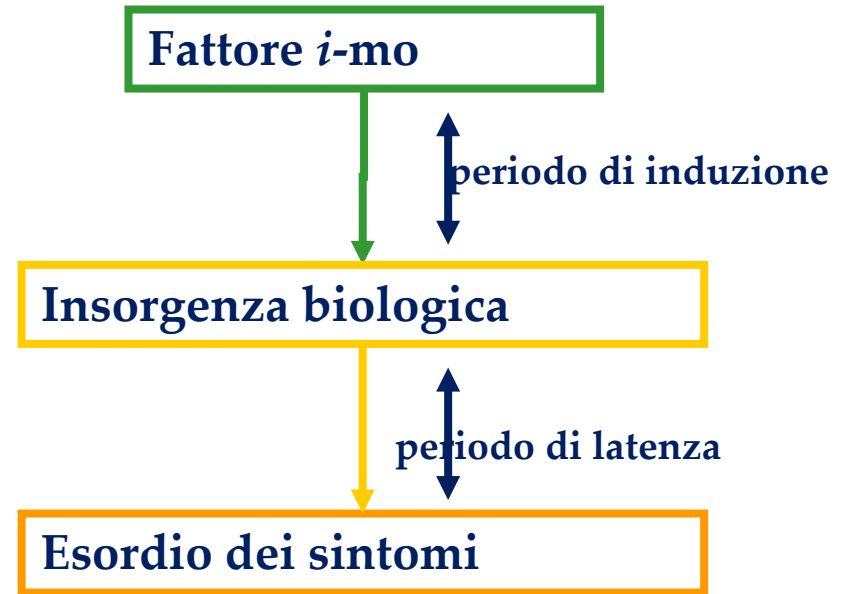 Fattore i-mo
periodo di induzione
Insorgenza biologica
periodo di latenza
Esordio dei sintomi